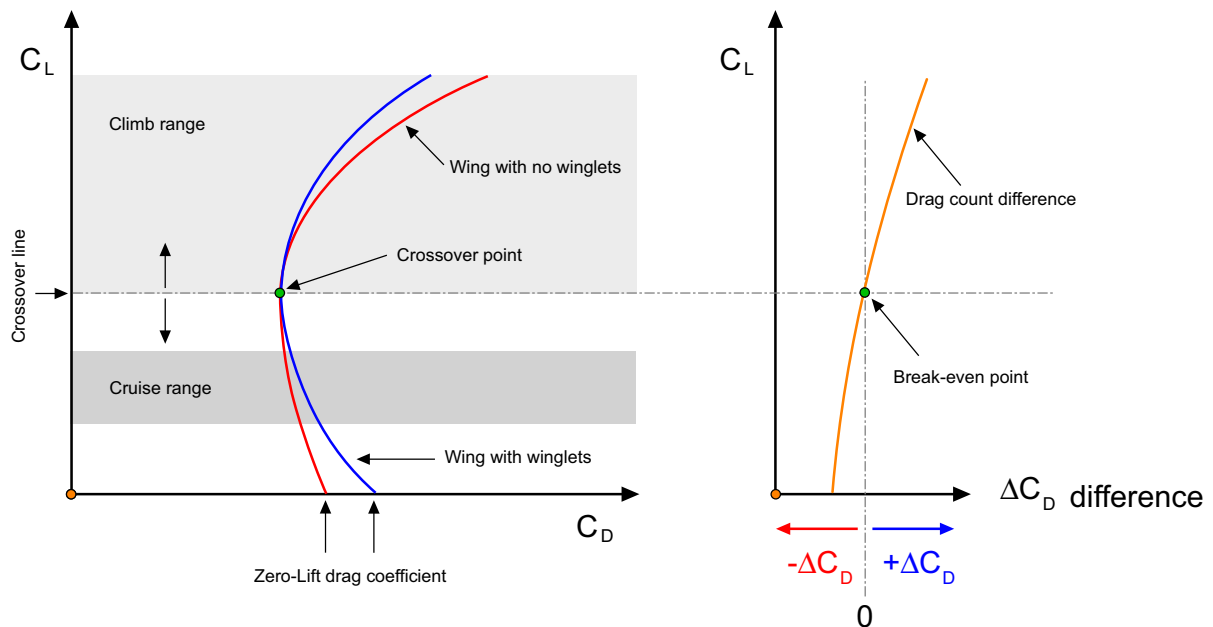 C L
Climb range
Wing with no winglets
Crossover point
Crossover line
Cruise range
Wing with winglets
C D
Zero-Lift drag coefficient
C L
Drag count difference
Break-even point
ΔC D difference
-ΔC D
+ΔC D
0